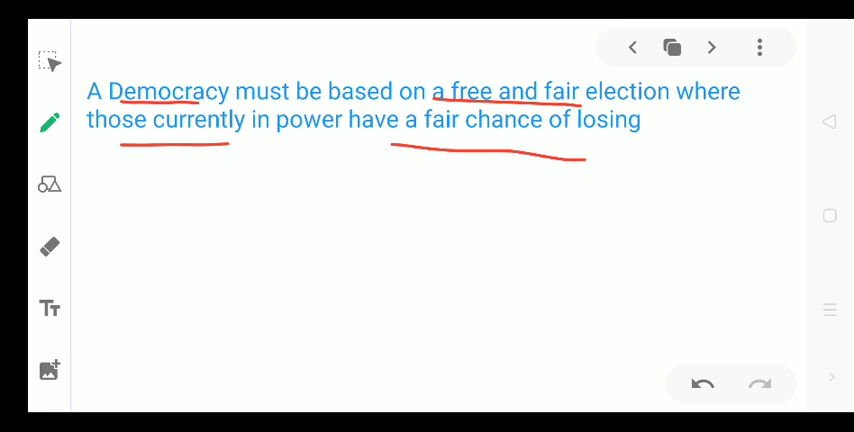 A Democracy must be based on a free and fair election where
those currently in power have a fair chance of losing